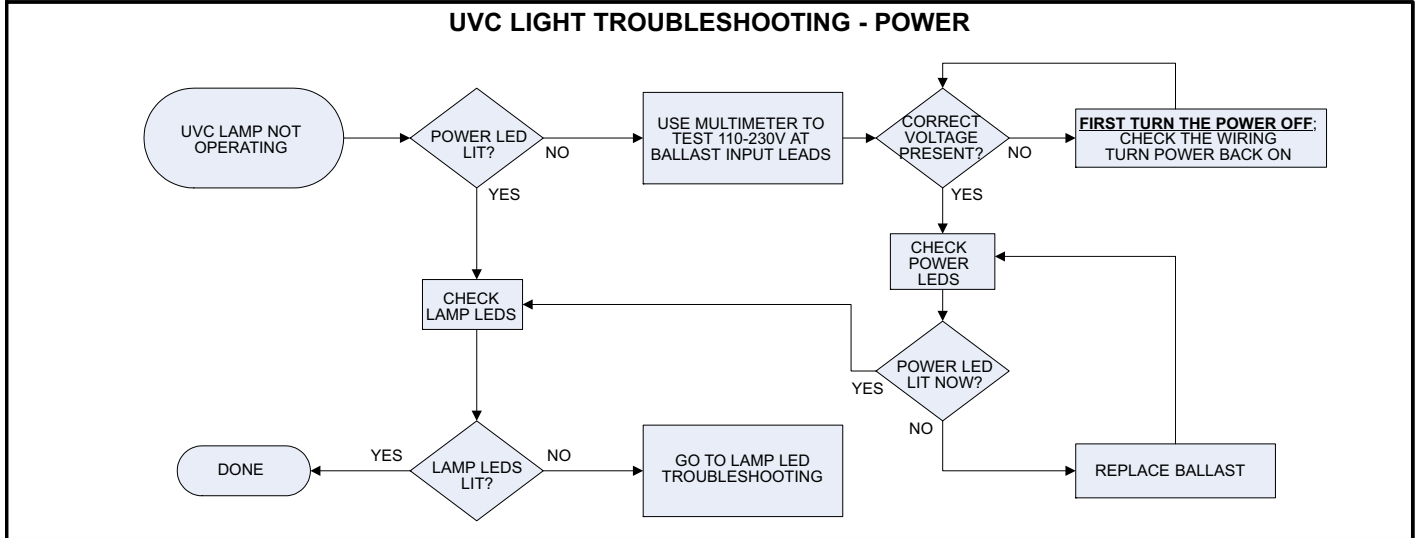 UVC LIGHT TROUBLESHOOTING - POWER
UVC LAMP NOT
OPERATING
POWER LED
LIT?
NO
YES
USE MULTIMETER TO
TEST 110-230V AT
BALLAST INPUT LEADS
CORRECT
VOLTAGE
PRESENT?
NO
YES
FIRST TURN THE POWER OFF;
CHECK THE WIRING
TURN POWER BACK ON
CHECK
POWER
LEDS
CHECK
LAMP LEDS
POWER LED
LIT NOW?
YES
NO
REPLACE BALLAST
LAMP LEDS
LIT?
YES
NO
DONE
GO TO LAMP LED
TROUBLESHOOTING